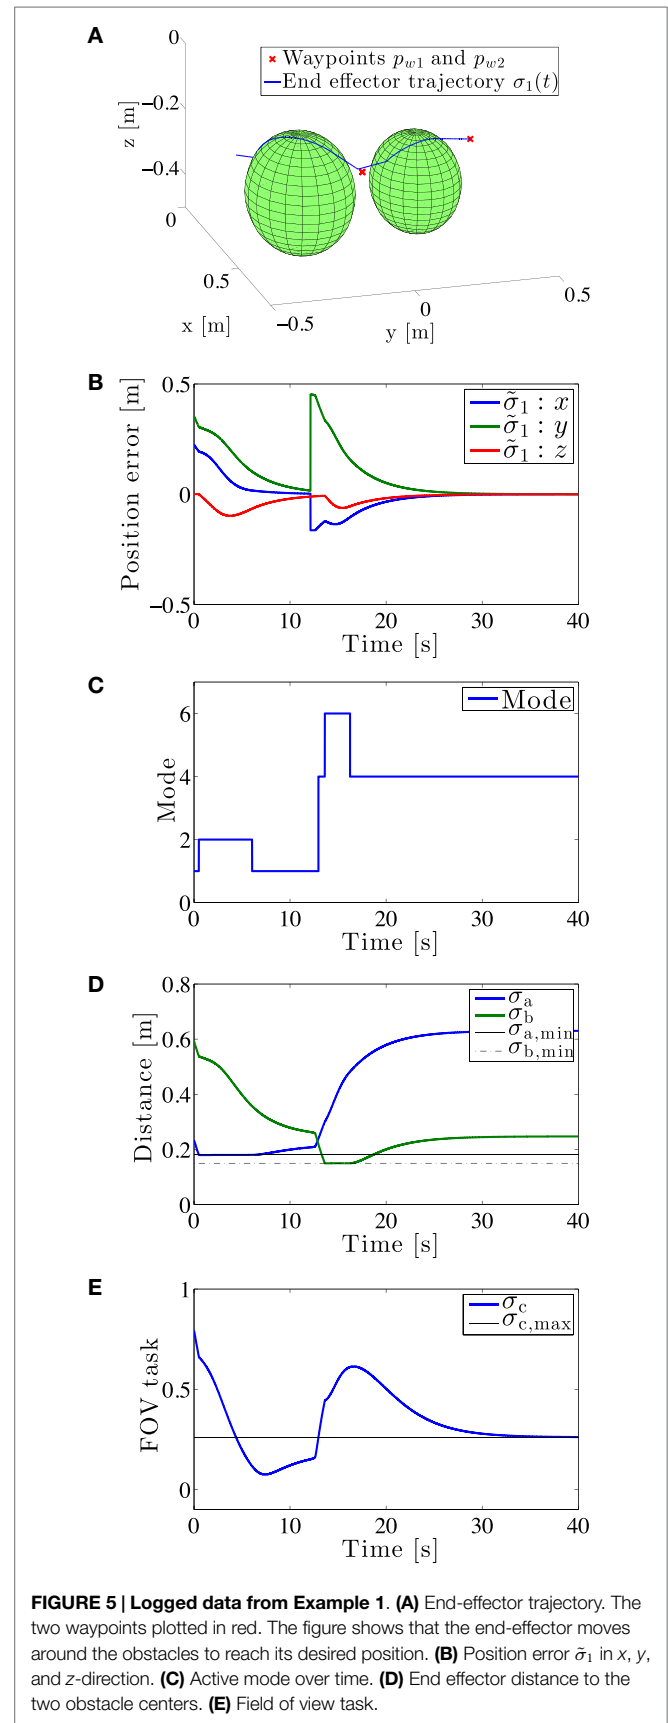 A
0
−0.2
−0.4
z [m]
× Waypoints p_w1 and p_w2
End effector trajectory σ_1(t)
0
0.5
x [m]
−0.5
0
0.5
y [m]
B
0.5
0
−0.5
Position error [m]
σ̃_1 : x
σ̃_1 : y
σ̃_1 : z
0 10 20 30 40
Time [s]
C
6
4
2
0
Mode
Mode
0 10 20 30 40
Time [s]
D
0.8
0.6
0.4
0.2
0
Distance [m]
σ_a
σ_b
σ_a,min
σ_b,min
0 10 20 30 40
Time [s]
E
1
0.5
0
FOV task
σ_c
σ_c,max
0 10 20 30 40
Time [s]
FIGURE 5 | Logged data from Example 1. (A) End-effector trajectory. The
two waypoints plotted in red. The figure shows that the end-effector moves
around the obstacles to reach its desired position. (B) Position error σ̃_1 in x, y,
and z-direction. (C) Active mode over time. (D) End effector distance to the
two obstacle centers. (E) Field of view task.